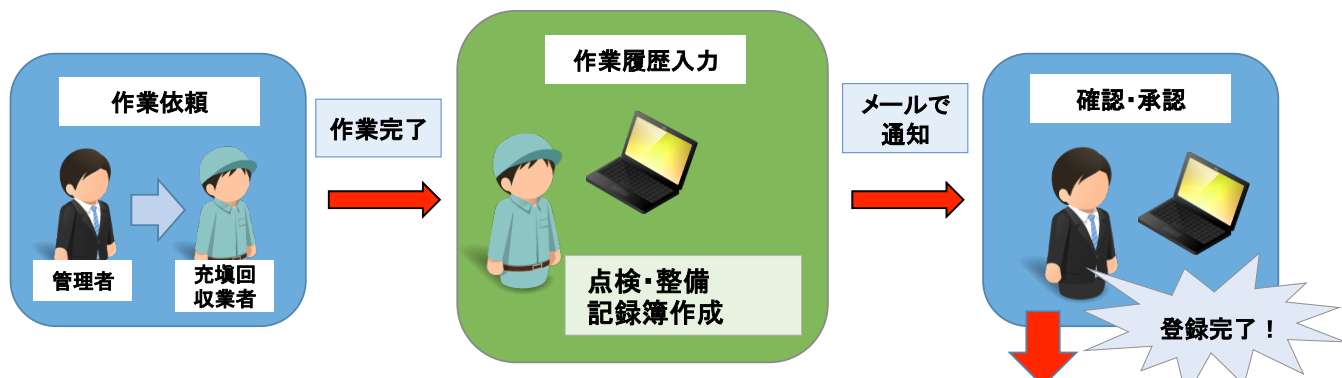 作業依頼
管理者
充塡回
収業者
作業完了
作業履歴入力
点検・整備
記録簿作成
メールで
通知
確認・承認
登録完了！